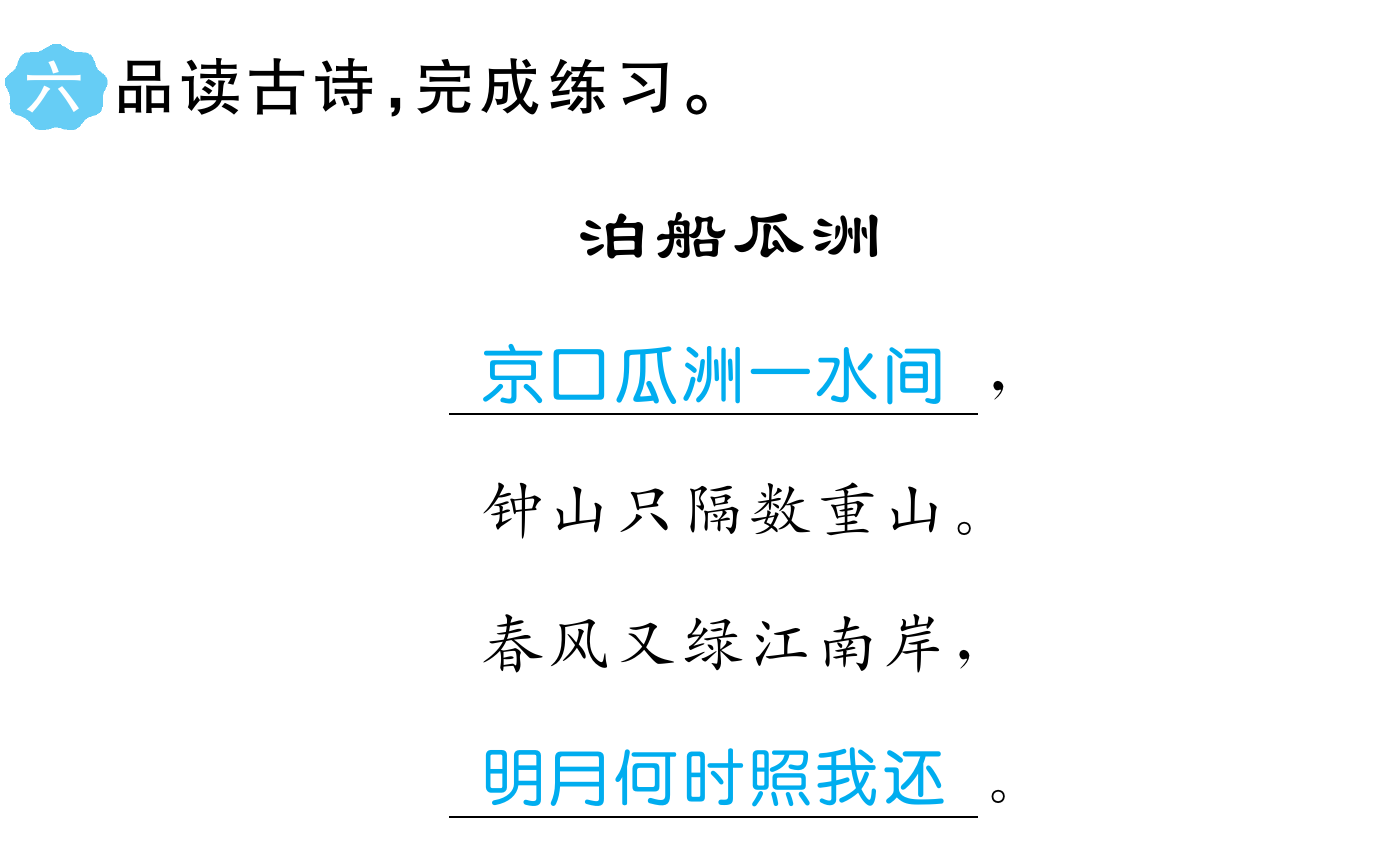 六 品读古诗,完成练习。
泊船瓜洲
京口瓜洲一水间，
钟山只隔数重山。
春风又绿江南岸，
明月何时照我还。